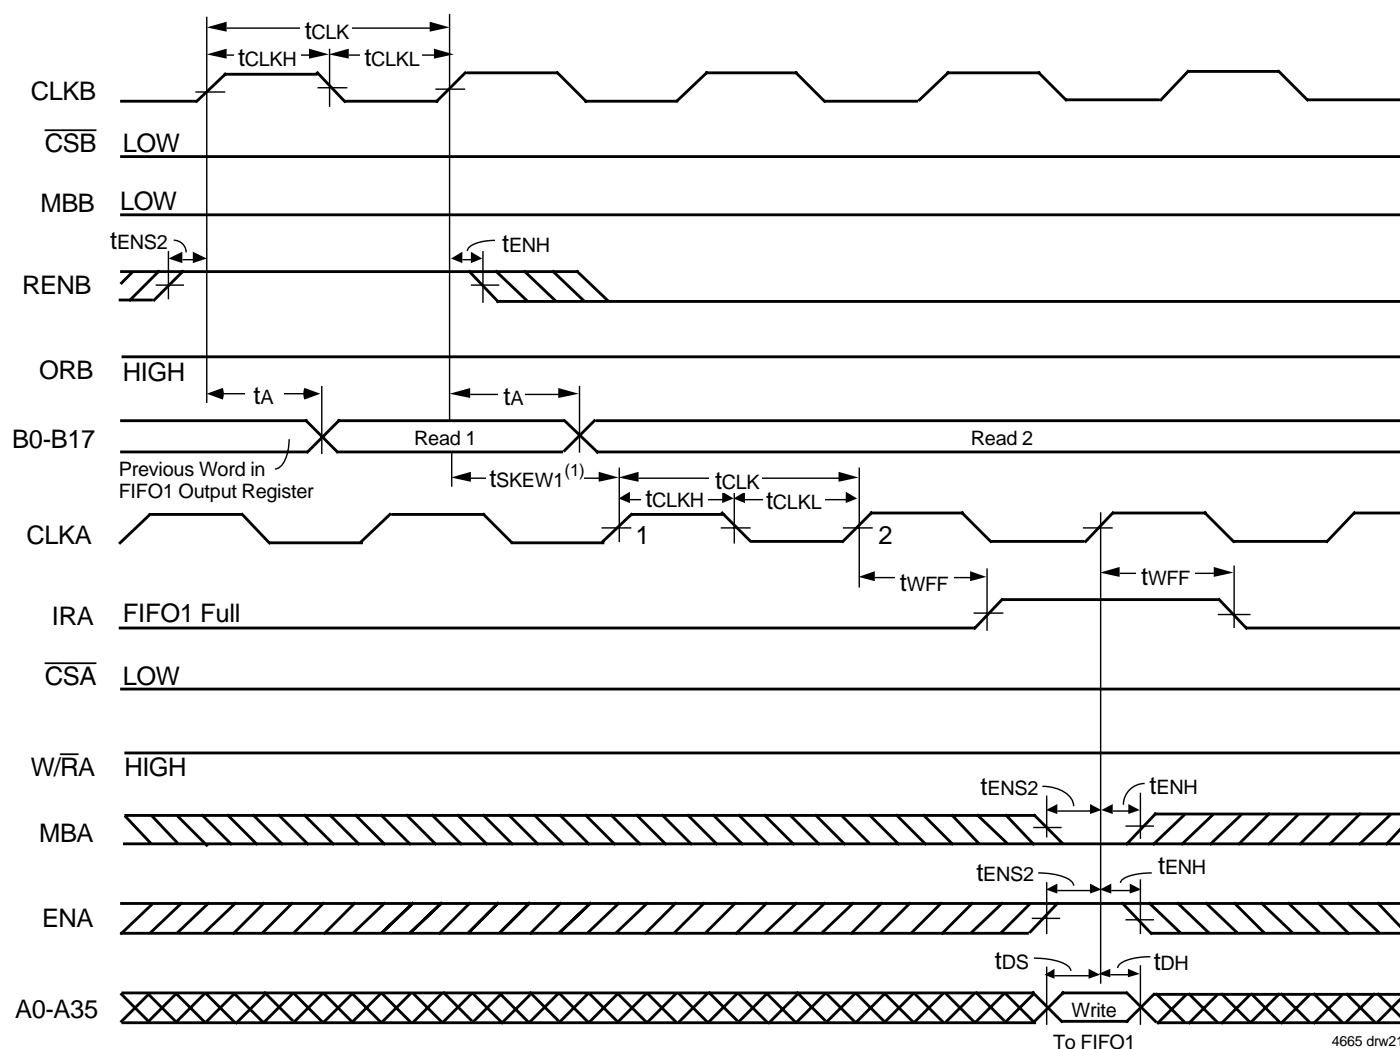 tCLK
tCLKH
tCLKL
CLKB
CSB LOW
MBB LOW
tENS2
tENH
RENB
ORB HIGH
tA
tA
B0-B17
Read 1
Read 2
Previous Word in
FIFO1 Output Register
tSKEW1(1)
tCLK
tCLKH
tCLKL
CLKA
1
2
tWFF
tWFF
IRA FIFO1 Full
CSA LOW
W/RA HIGH
tENS2
tENH
MBA
tENS2
tENH
ENA
tDS
tDH
A0-A35
Write
To FIFO1
4665 drw21